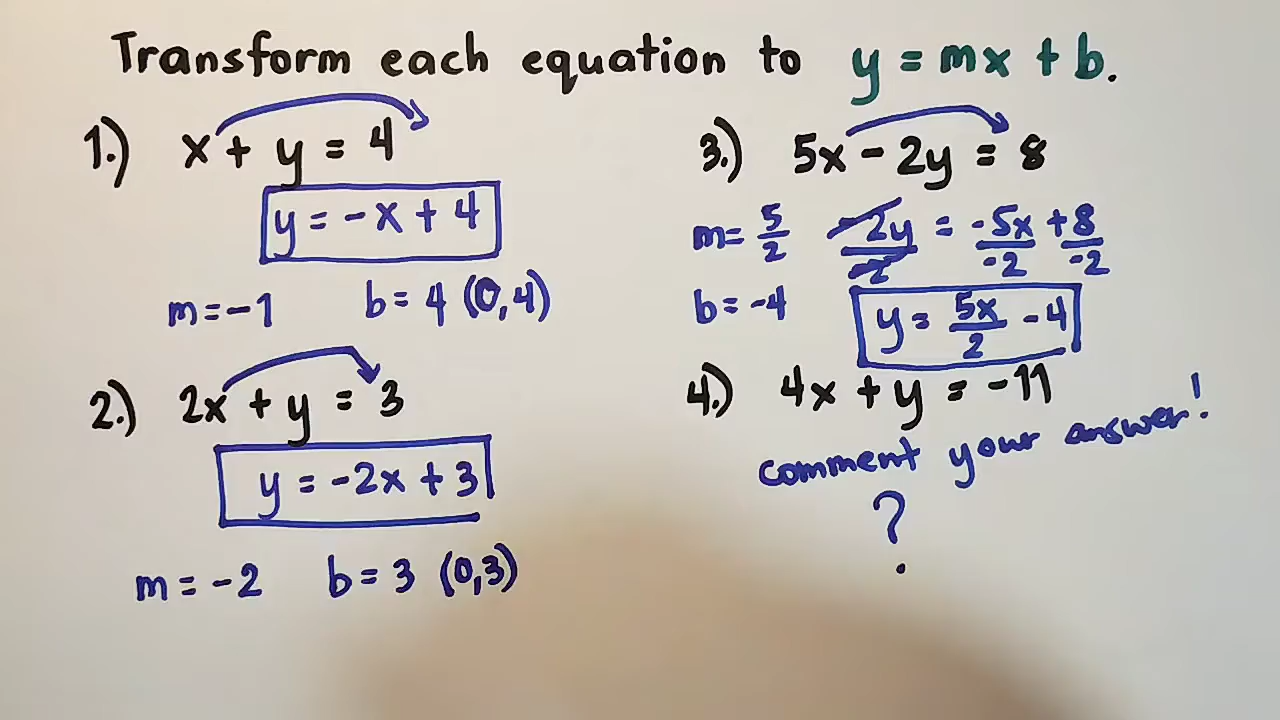 Transform each equation to y = mx + b.
1.) x + y = 4
y = -x + 4
m = -1 b = 4 (0,4)
2.) 2x + y = 3
y = -2x + 3
m = -2 b = 3 (0,3)
3.) 5x - 2y = 8
m = 5/2 -2y/-2 = -5x/-2 + 8/-2
b = -4 y = 5x/2 - 4
4.) 4x + y = -11
comment your answer!
?